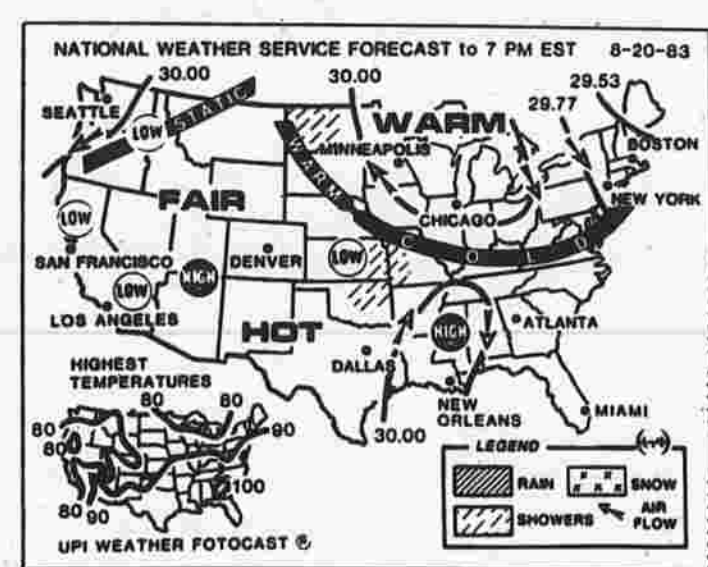 NATIONAL WEATHER SERVICE FORECAST to 7 PM EST 8-20-83
30.00
30.00
29.53
29.77
SEATTLE
LOW
STATIC
WARM
MINNEAPOLIS
WARM
BOSTON
NEW YORK
FAIR
LOW
CHICAGO
COLD
SAN FRANCISCO
HIGH
DENVER
LOW
LOW
LOS ANGELES
HOT
HIGH
ATLANTA
DALLAS
NEW
ORLEANS
MIAMI
30.00
HIGHEST
TEMPERATURES
80
80
80
80
90
100
80
90
UPI WEATHER FOTOCAST ®
LEGEND
RAIN
SNOW
SHOWERS
AIR
FLOW